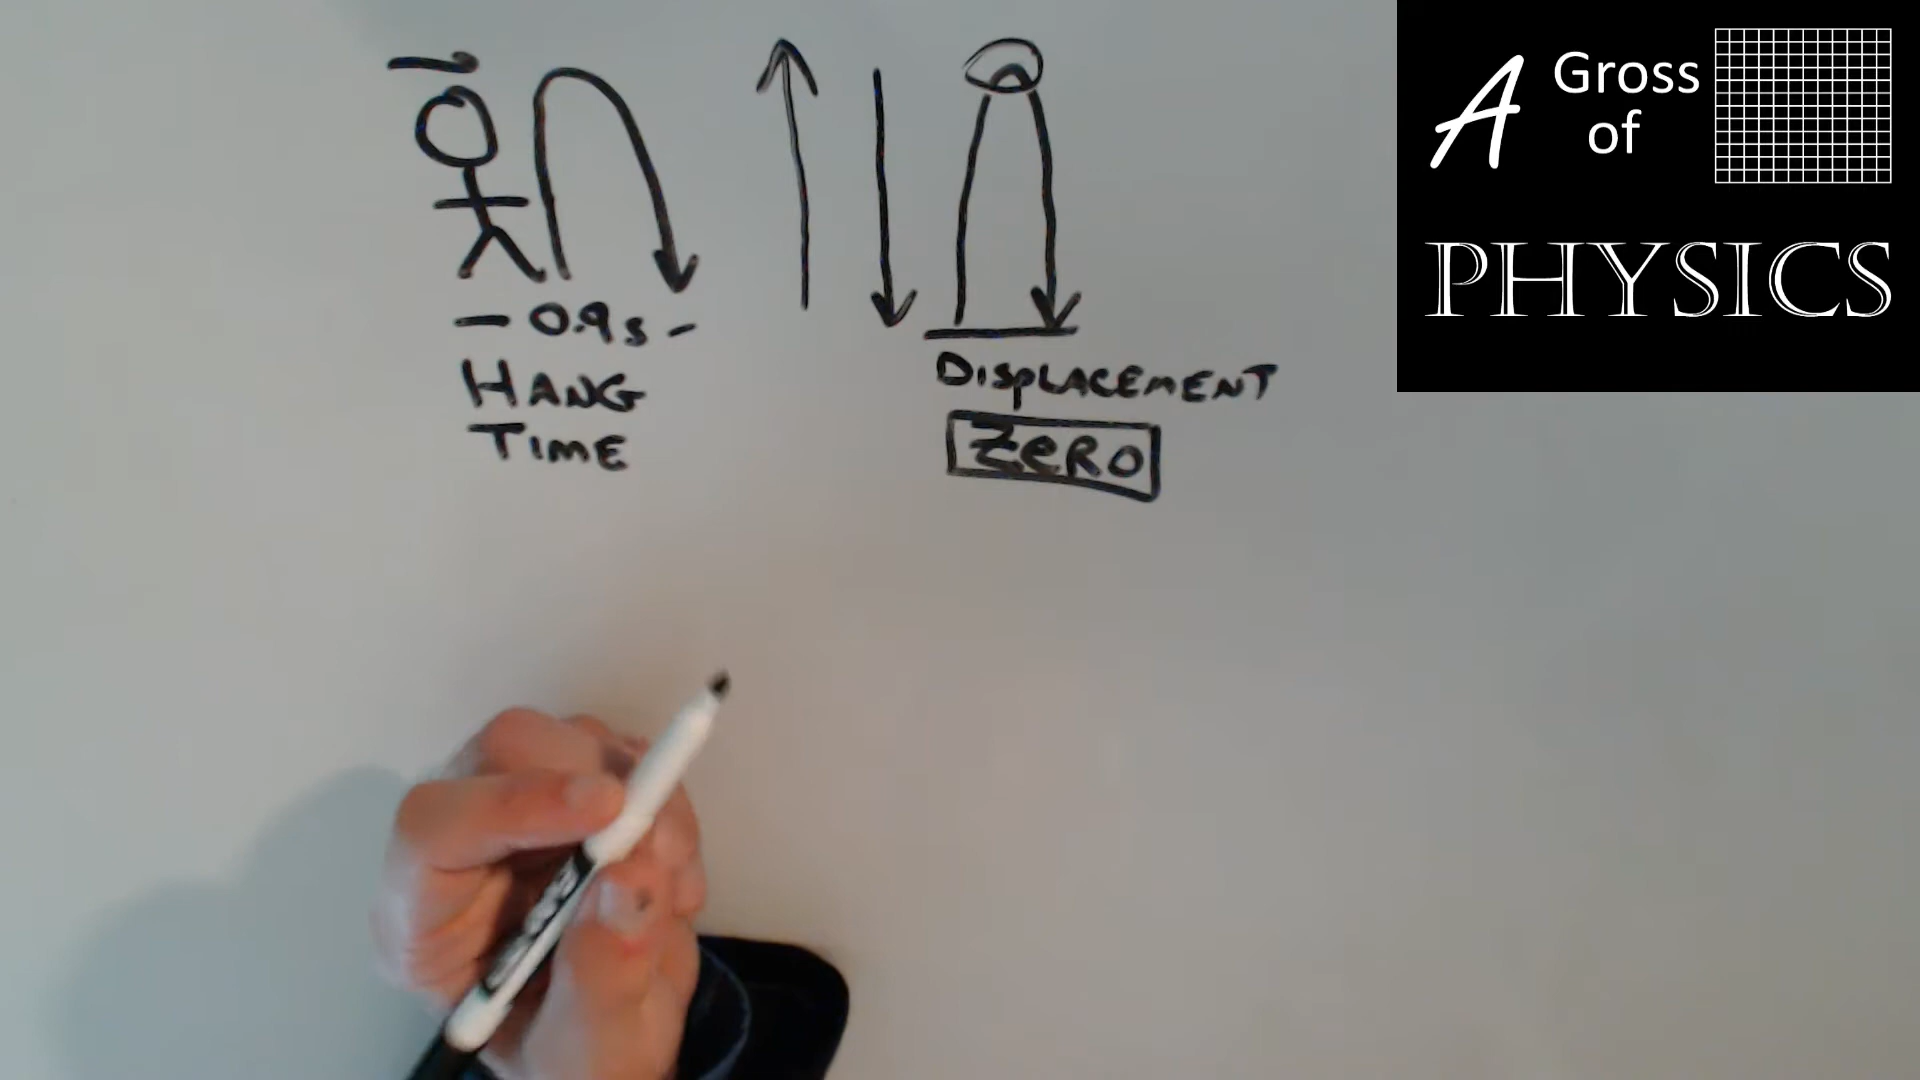 - 0.9s -
HANG
TIME
DISPLACEMENT
ZERO
A Gross
of
PHYSICS